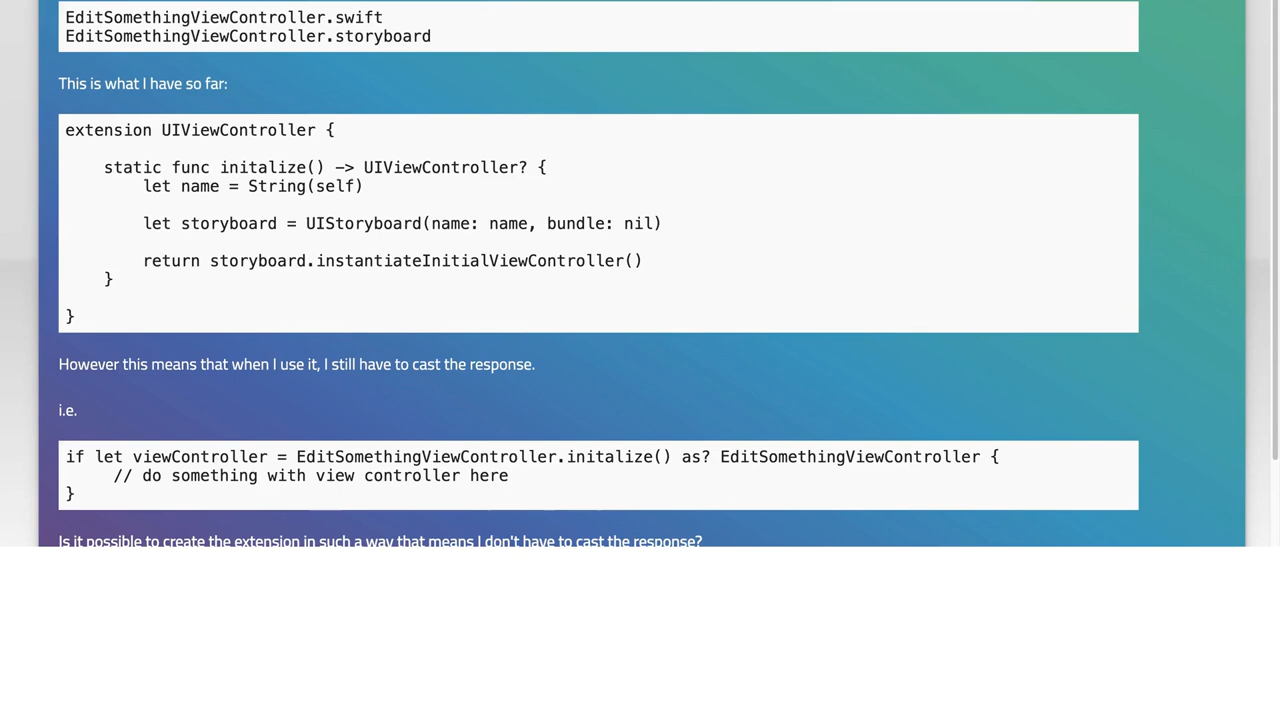 EditSomethingViewController.swift
EditSomethingViewController.storyboard
This is what I have so far:
extension UIViewController {
static func initalize() -> UIViewController? {
let name = String(self)
let storyboard = UIStoryboard(name: name, bundle: nil)
return storyboard.instantiateInitialViewController()
}
}
However this means that when I use it, I still have to cast the response.
i.e.
if let viewController = EditSomethingViewController.initalize() as? EditSomethingViewController {
// do something with view controller here
}
Is it possible to create the extension in such a way that means I don't have to cast the response?